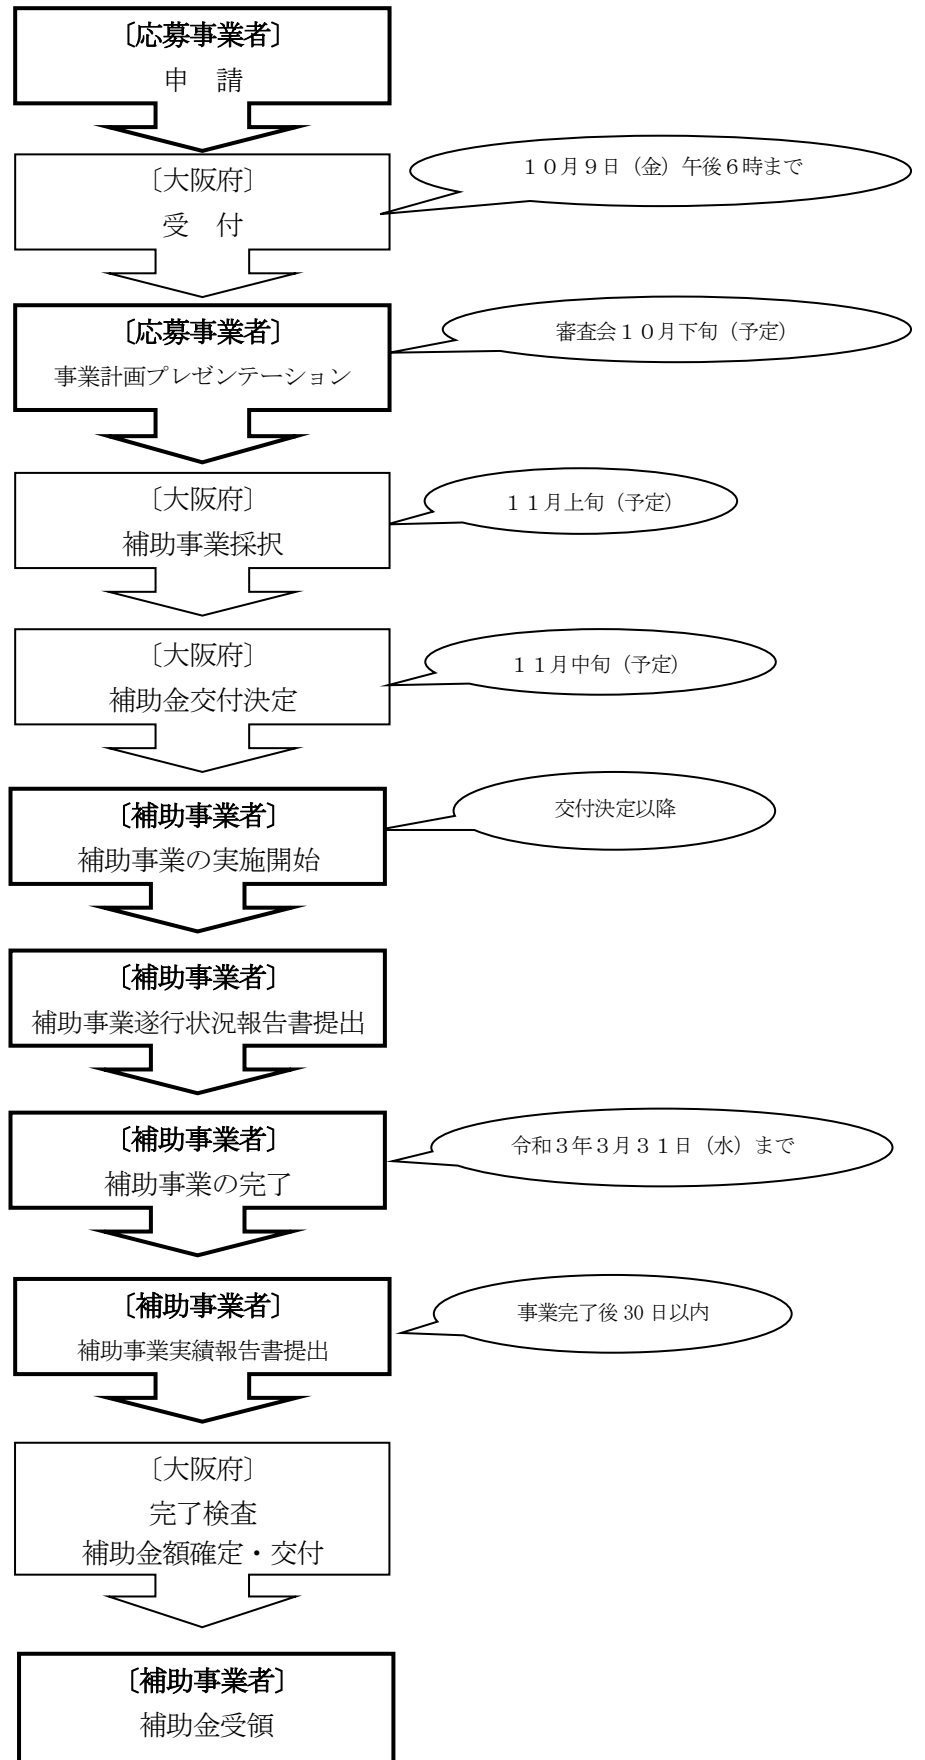 〔応募事業者〕
申　請
〔大阪府〕
受　付
１０月９日（金）午後６時まで
〔応募事業者〕
事業計画プレゼンテーション
審査会１０月下旬（予定）
〔大阪府〕
補助事業採択
１１月上旬（予定）
〔大阪府〕
補助金交付決定
１１月中旬（予定）
〔補助事業者〕
補助事業の実施開始
交付決定以降
〔補助事業者〕
補助事業遂行状況報告書提出
〔補助事業者〕
補助事業の完了
令和３年３月３１日（水）まで
〔補助事業者〕
補助事業実績報告書提出
事業完了後 30 日以内
〔大阪府〕
完了検査
補助金額確定・交付
〔補助事業者〕
補助金受領